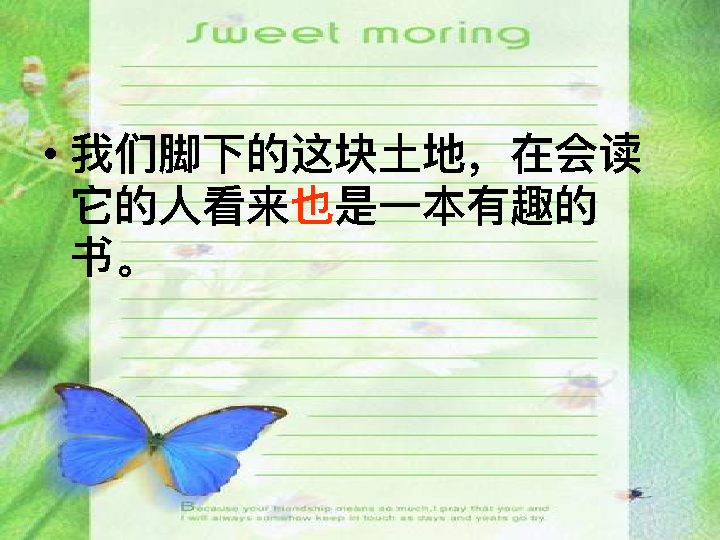 Sweet moring
• 我们脚下的这块土地，在会读
它的人看来也是一本有趣的
书。
Because your friendship means so much,I pray that your and
I will always somehow keep in touch as days and years go by.